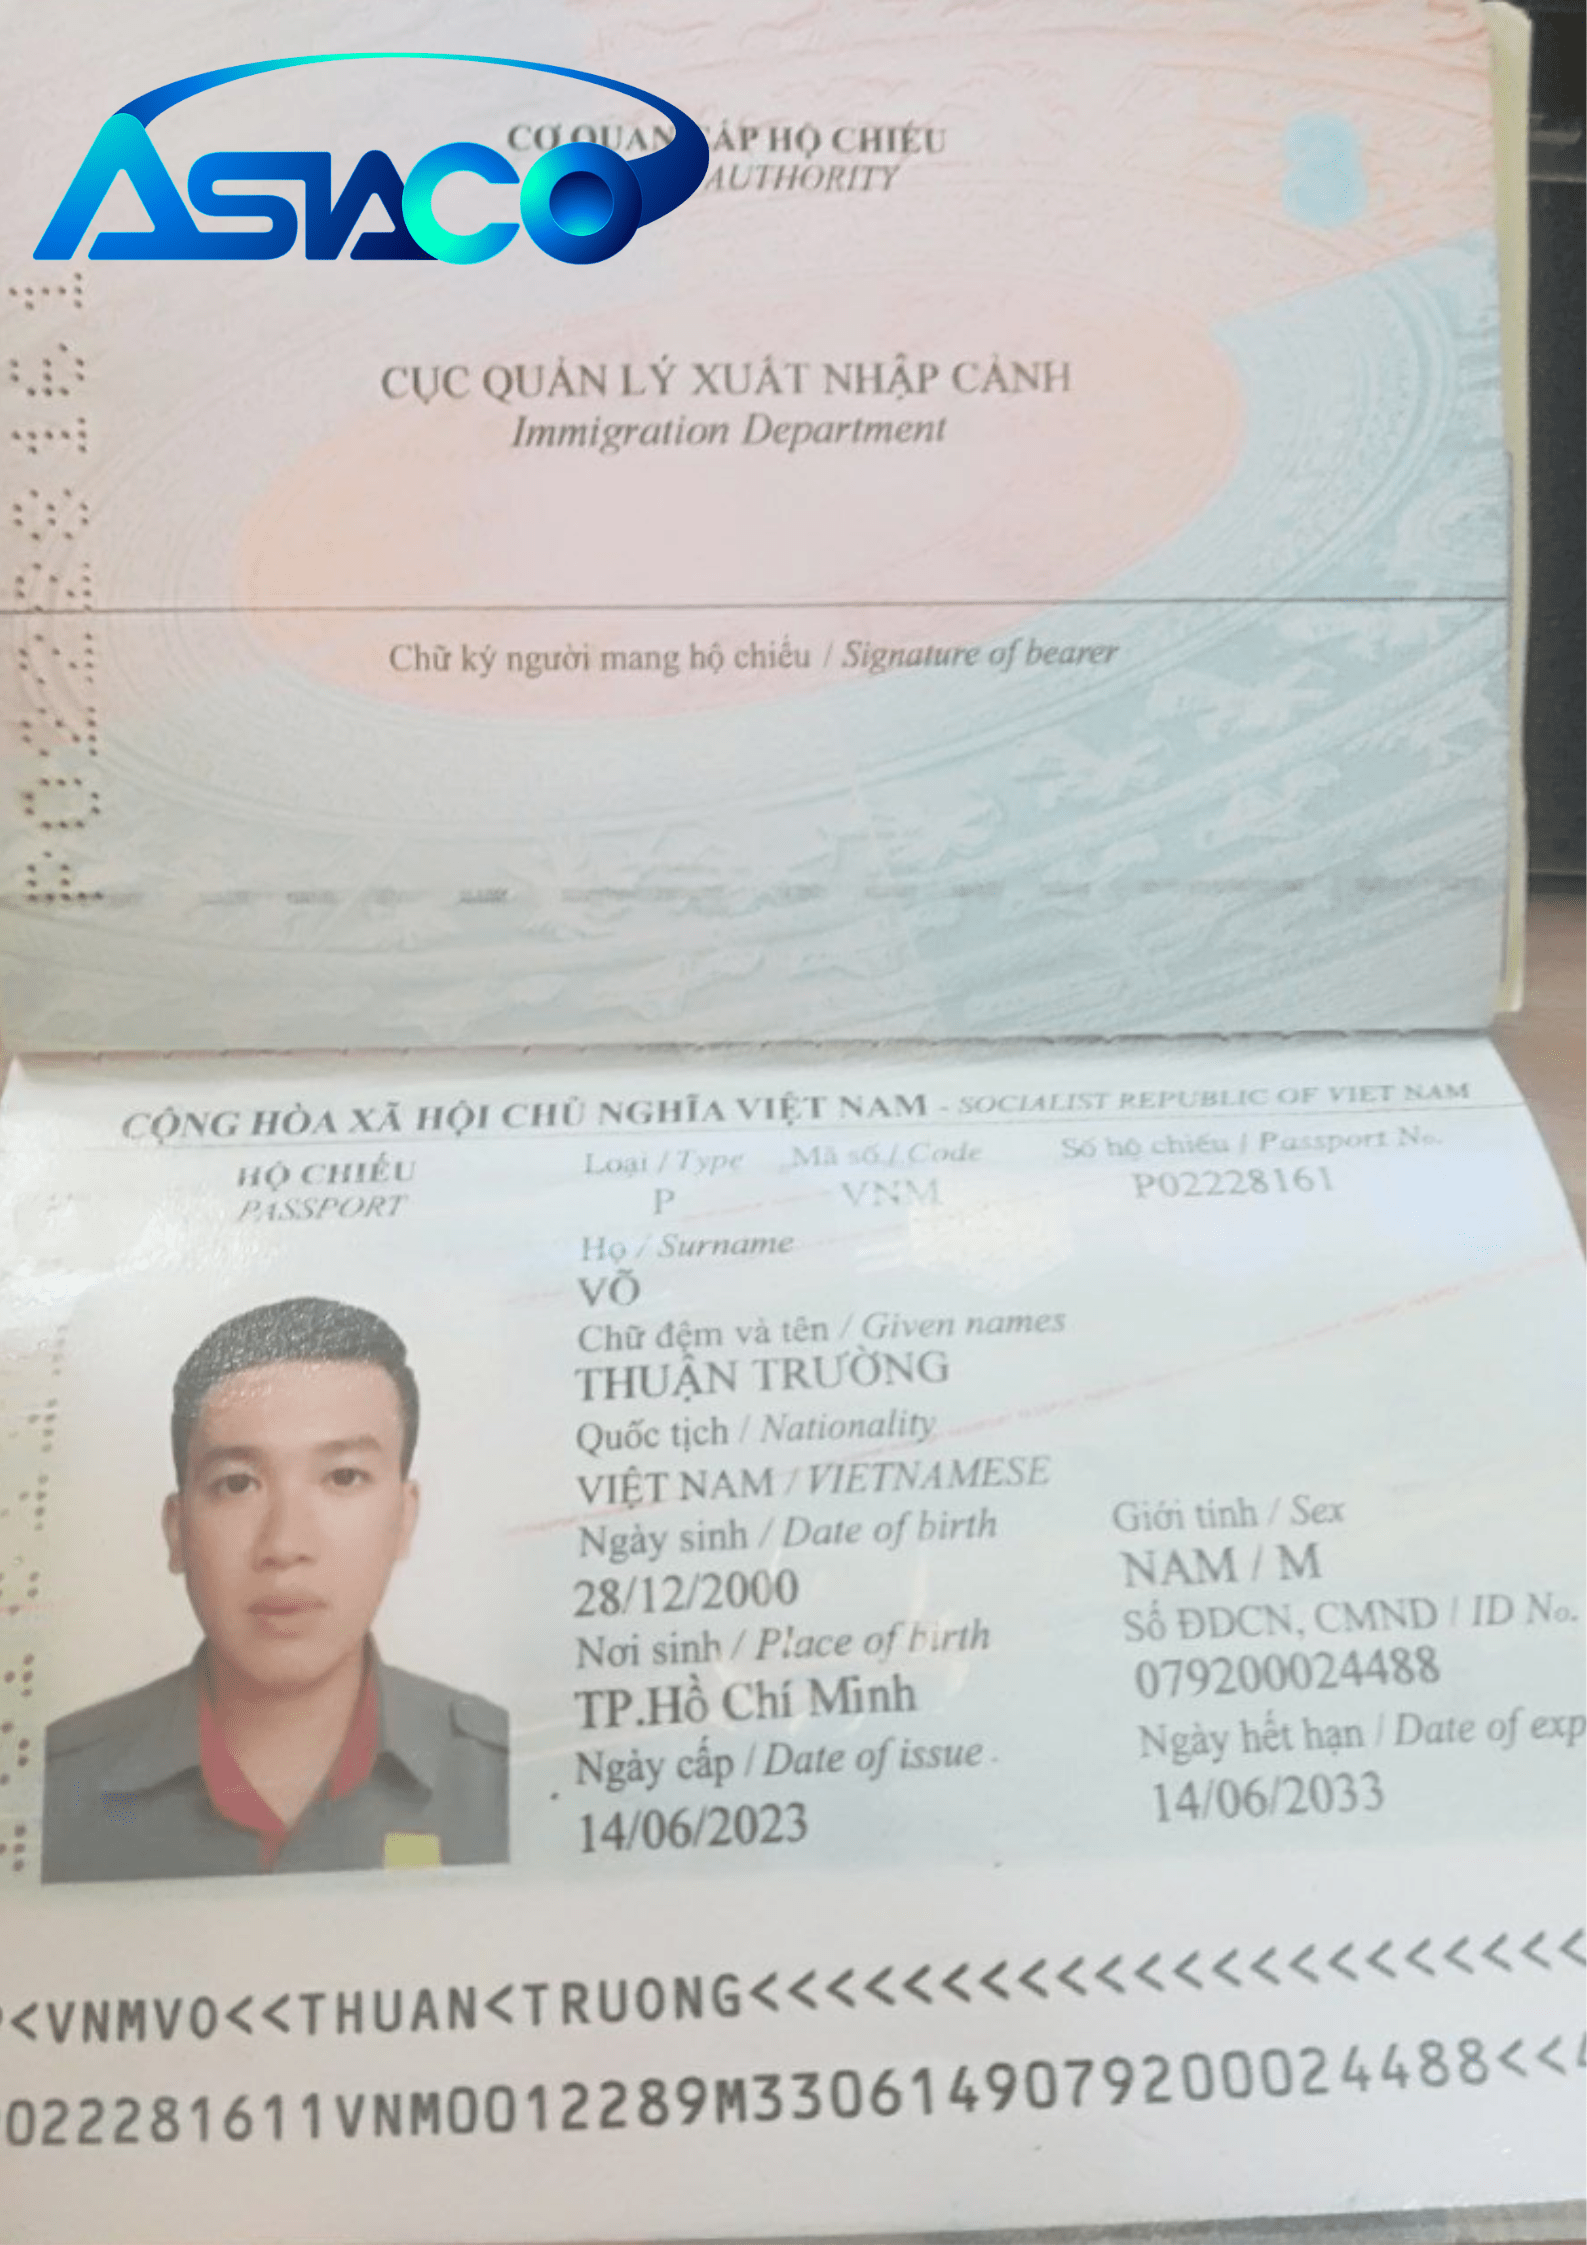 ASIACO
CƠ QUAN CẤP HỘ CHIẾU
AUTHORITY
CỤC QUẢN LÝ XUẤT NHẬP CẢNH
Immigration Department
Chữ ký người mang hộ chiếu / Signature of bearer
CỘNG HÒA XÃ HỘI CHỦ NGHĨA VIỆT NAM - SOCIALIST REPUBLIC OF VIET NAM
HỘ CHIẾU
PASSPORT
Loại / Type
P
Mã số / Code
VNM
Số hộ chiếu / Passport No.
P02228161
Họ / Surname
VÕ
Chữ đệm và tên / Given names
THUẬN TRƯỜNG
Quốc tịch / Nationality
VIỆT NAM / VIETNAMESE
Ngày sinh / Date of birth
28/12/2000
Giới tính / Sex
NAM / M
Nơi sinh / Place of birth
TP.Hồ Chí Minh
Số ĐDCN, CMND / ID No.
079200024488
Ngày cấp / Date of issue
14/06/2023
Ngày hết hạn / Date of exp
14/06/2033
<VNMVO<<THUAN<TRUONG<<<<<<<<<<<<<<<<<<<<<
022281611VNM0012289M3306149079200024488<<